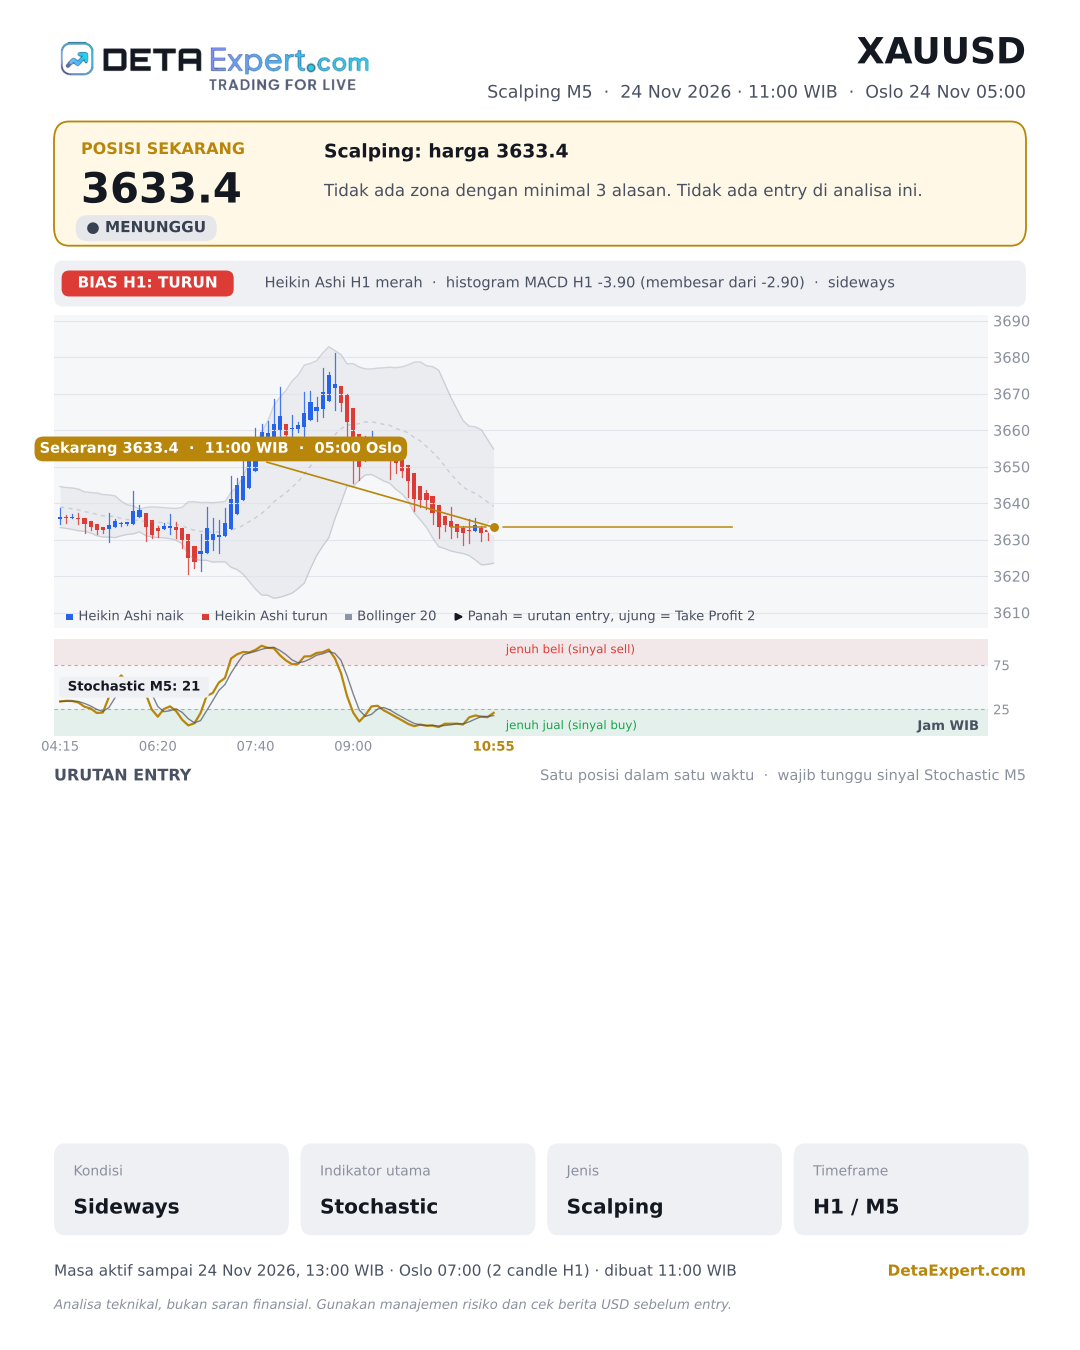 DETA Expert.com
TRADING FOR LIVE
XAUUSD
Scalping M5 · 24 Nov 2026 · 11:00 WIB · Oslo 24 Nov 05:00
POSISI SEKARANG
3633.4
● MENUNGGU
Scalping: harga 3633.4
Tidak ada zona dengan minimal 3 alasan. Tidak ada entry di analisa ini.
BIAS H1: TURUN
Heikin Ashi H1 merah · histogram MACD H1 -3.90 (membesar dari -2.90) · sideways
3690
3680
3670
3660
3650
3640
3630
3620
3610
Sekarang 3633.4 · 11:00 WIB · 05:00 Oslo
Heikin Ashi naik
Heikin Ashi turun
Bollinger 20
Panah = urutan entry, ujung = Take Profit 2
jenuh beli (sinyal sell)
75
Stochastic M5: 21
25
jenuh jual (sinyal buy)
Jam WIB
04:15
06:20
07:40
09:00
10:55
URUTAN ENTRY
Satu posisi dalam satu waktu · wajib tunggu sinyal Stochastic M5
Kondisi
Sideways
Indikator utama
Stochastic
Jenis
Scalping
Timeframe
H1 / M5
Masa aktif sampai 24 Nov 2026, 13:00 WIB · Oslo 07:00 (2 candle H1) · dibuat 11:00 WIB
DetaExpert.com
Analisa teknikal, bukan saran finansial. Gunakan manajemen risiko dan cek berita USD sebelum entry.